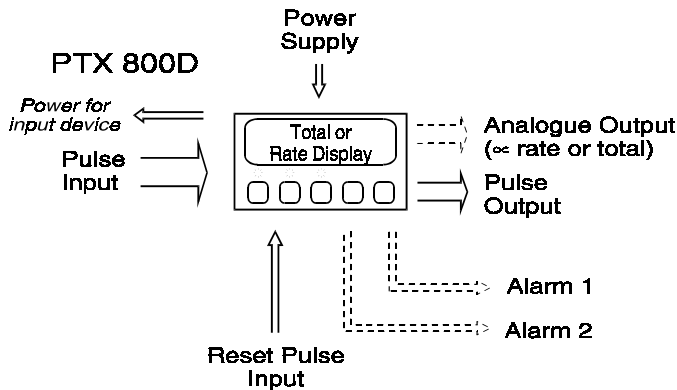 Power
Supply
PTX 800D
Power for
input device
Total or
Rate Display
Analogue Output
(∝ rate or total)
Pulse
Input
Pulse
Output
Alarm 1
Alarm 2
Reset Pulse
Input